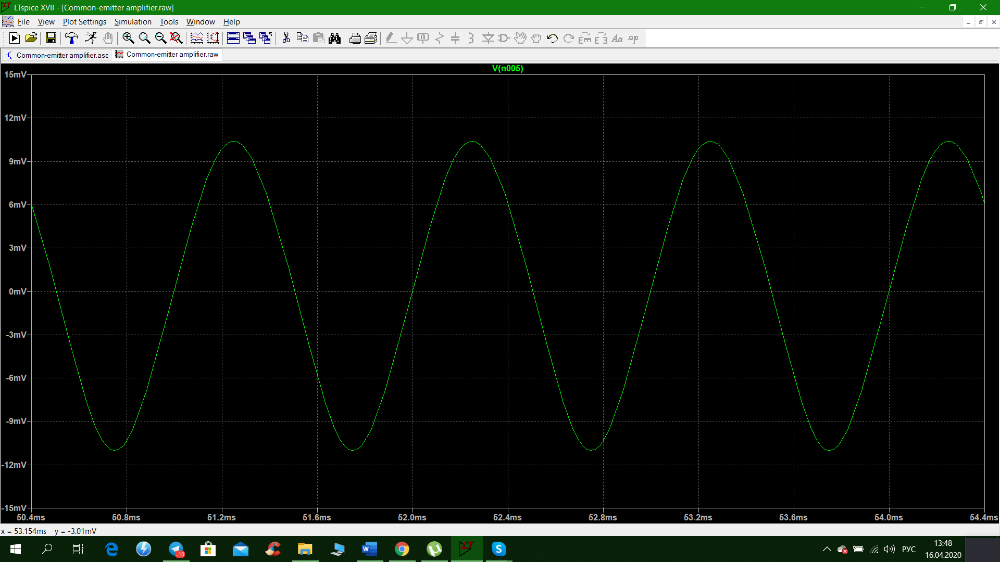 LTspice XVII - [Common-emitter amplifier.raw]
File View Plot Settings Simulation Tools Window Help
Common-emitter amplifier.asc Common-emitter amplifier.raw
V(n005)
15mV
12mV
9mV
6mV
3mV
0mV
-3mV
-6mV
-9mV
-12mV
-15mV
50.4ms 50.8ms 51.2ms 51.6ms 52.0ms 52.4ms 52.8ms 53.2ms 53.6ms 54.0ms 54.4ms
x = 53.154ms y = -3.01mV
..10
РУС
13:48
16.04.2020